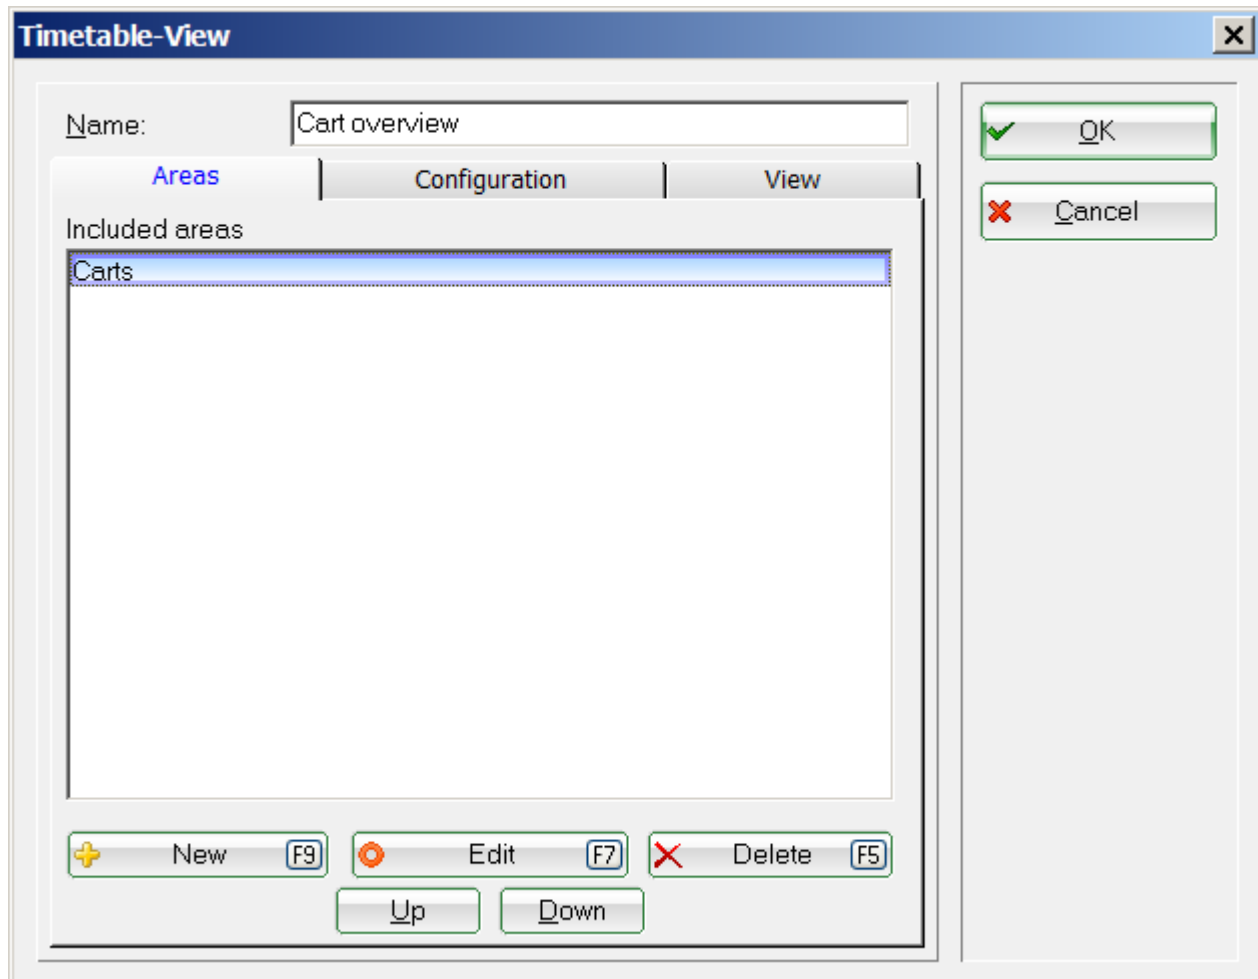 Timetable-View
Name: Cart overview
OK
Cancel
Areas Configuration View
Included areas
Carts
New F9 Edit F7 Delete F5
Up Down